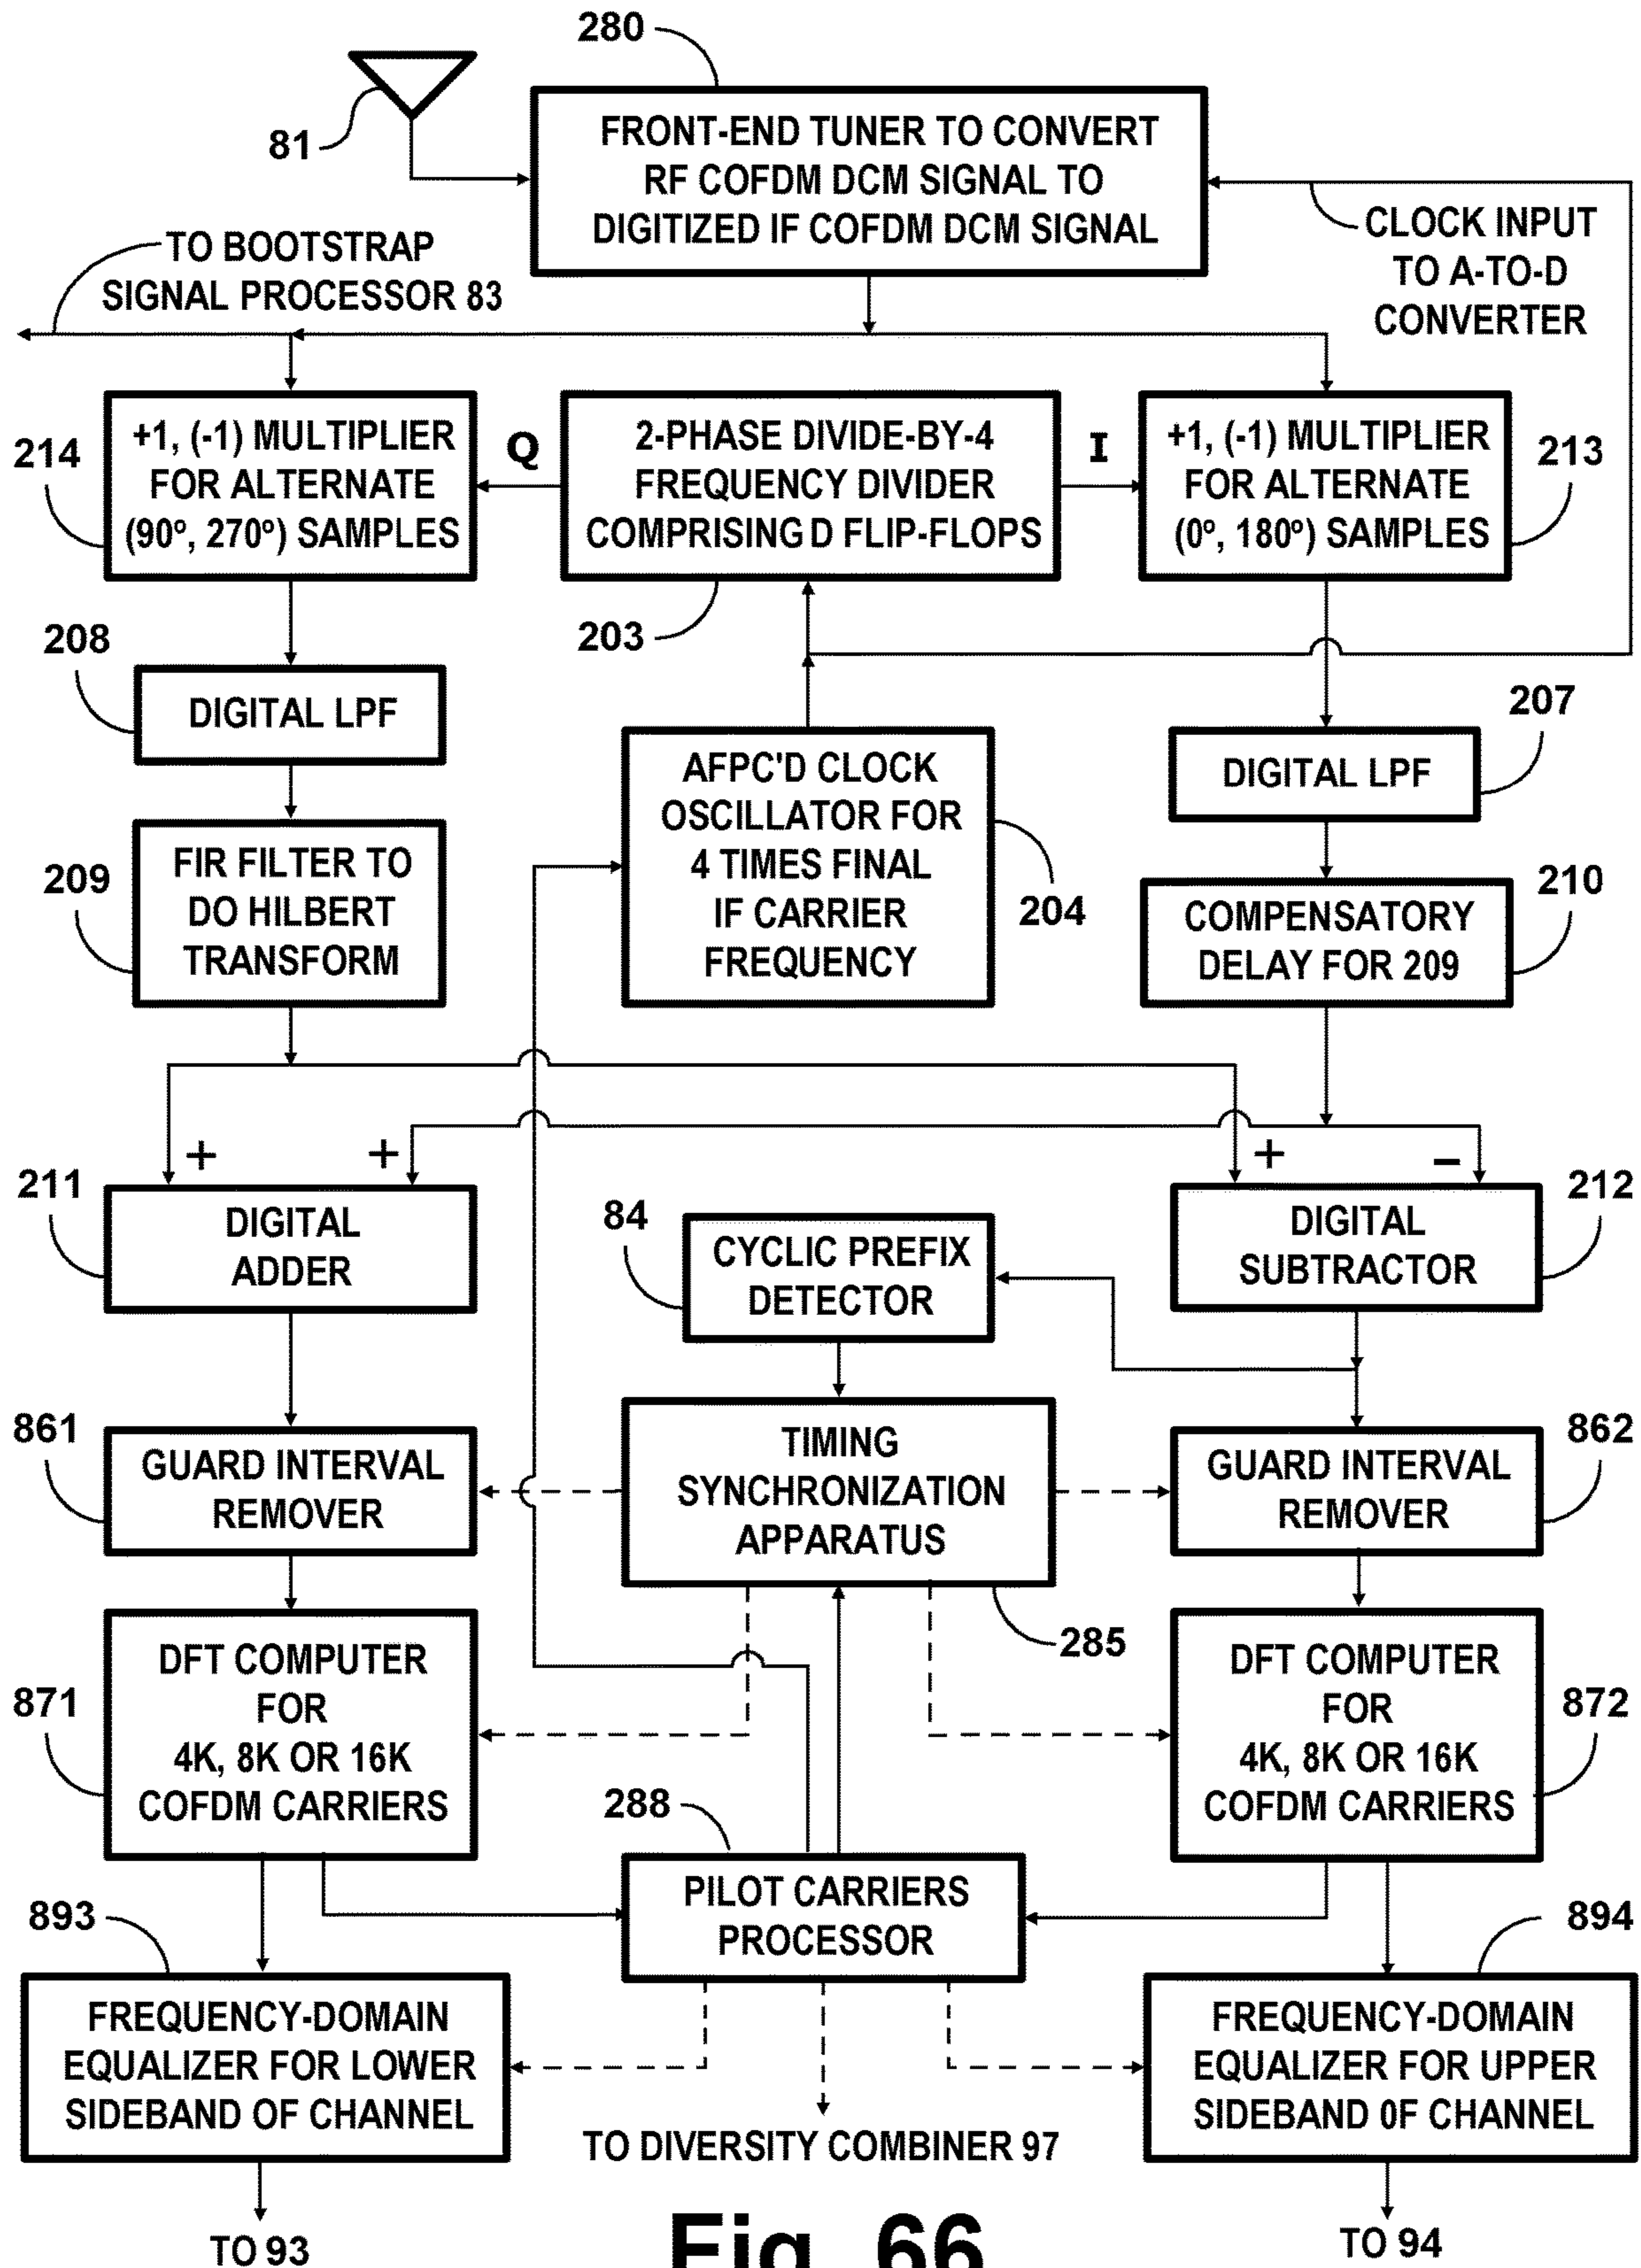 280
81
FRONT-END TUNER TO CONVERT
RF COFDM DCM SIGNAL TO
DIGITIZED IF COFDM DCM SIGNAL
CLOCK INPUT
TO A-TO-D
CONVERTER
TO BOOTSTRAP
SIGNAL PROCESSOR 83
214
+1, (-1) MULTIPLIER
FOR ALTERNATE
(90º, 270º) SAMPLES
Q
2-PHASE DIVIDE-BY-4
FREQUENCY DIVIDER
COMPRISING D FLIP-FLOPS
I
+1, (-1) MULTIPLIER
FOR ALTERNATE
(0º, 180º) SAMPLES
213
208
203
DIGITAL LPF
207
DIGITAL LPF
209
FIR FILTER TO
DO HILBERT
TRANSFORM
AFPC'D CLOCK
OSCILLATOR FOR
4 TIMES FINAL
IF CARRIER
FREQUENCY
204
210
COMPENSATORY
DELAY FOR 209
+
+
+
–
211
DIGITAL
ADDER
84
CYCLIC PREFIX
DETECTOR
212
DIGITAL
SUBTRACTOR
861
GUARD INTERVAL
REMOVER
TIMING
SYNCHRONIZATION
APPARATUS
862
GUARD INTERVAL
REMOVER
285
871
DFT COMPUTER
FOR
4K, 8K OR 16K
COFDM CARRIERS
872
DFT COMPUTER
FOR
4K, 8K OR 16K
COFDM CARRIERS
288
PILOT CARRIERS
PROCESSOR
893
894
FREQUENCY-DOMAIN
EQUALIZER FOR LOWER
SIDEBAND OF CHANNEL
FREQUENCY-DOMAIN
EQUALIZER FOR UPPER
SIDEBAND 0F CHANNEL
TO DIVERSITY COMBINER 97
TO 93
TO 94
Fig. 66